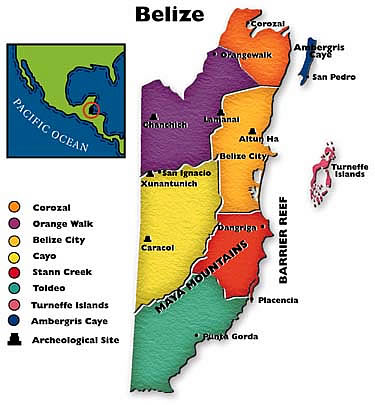 Belize
PACIFIC OCEAN
Corozal
Orangewalk
Ambergris
Caye
San Pedro
Chanchich
Lamanai
Altun Ha
Belize City
San Ignacio
Xunantunich
Turneffe
Islands
Caracol
Dangriga
MAYA MOUNTAINS
BARRIER REEF
Placencia
Punta Gorda
Corozal
Orange Walk
Belize City
Cayo
Stann Creek
Toldeo
Turneffe Islands
Ambergris Caye
Archeological Site